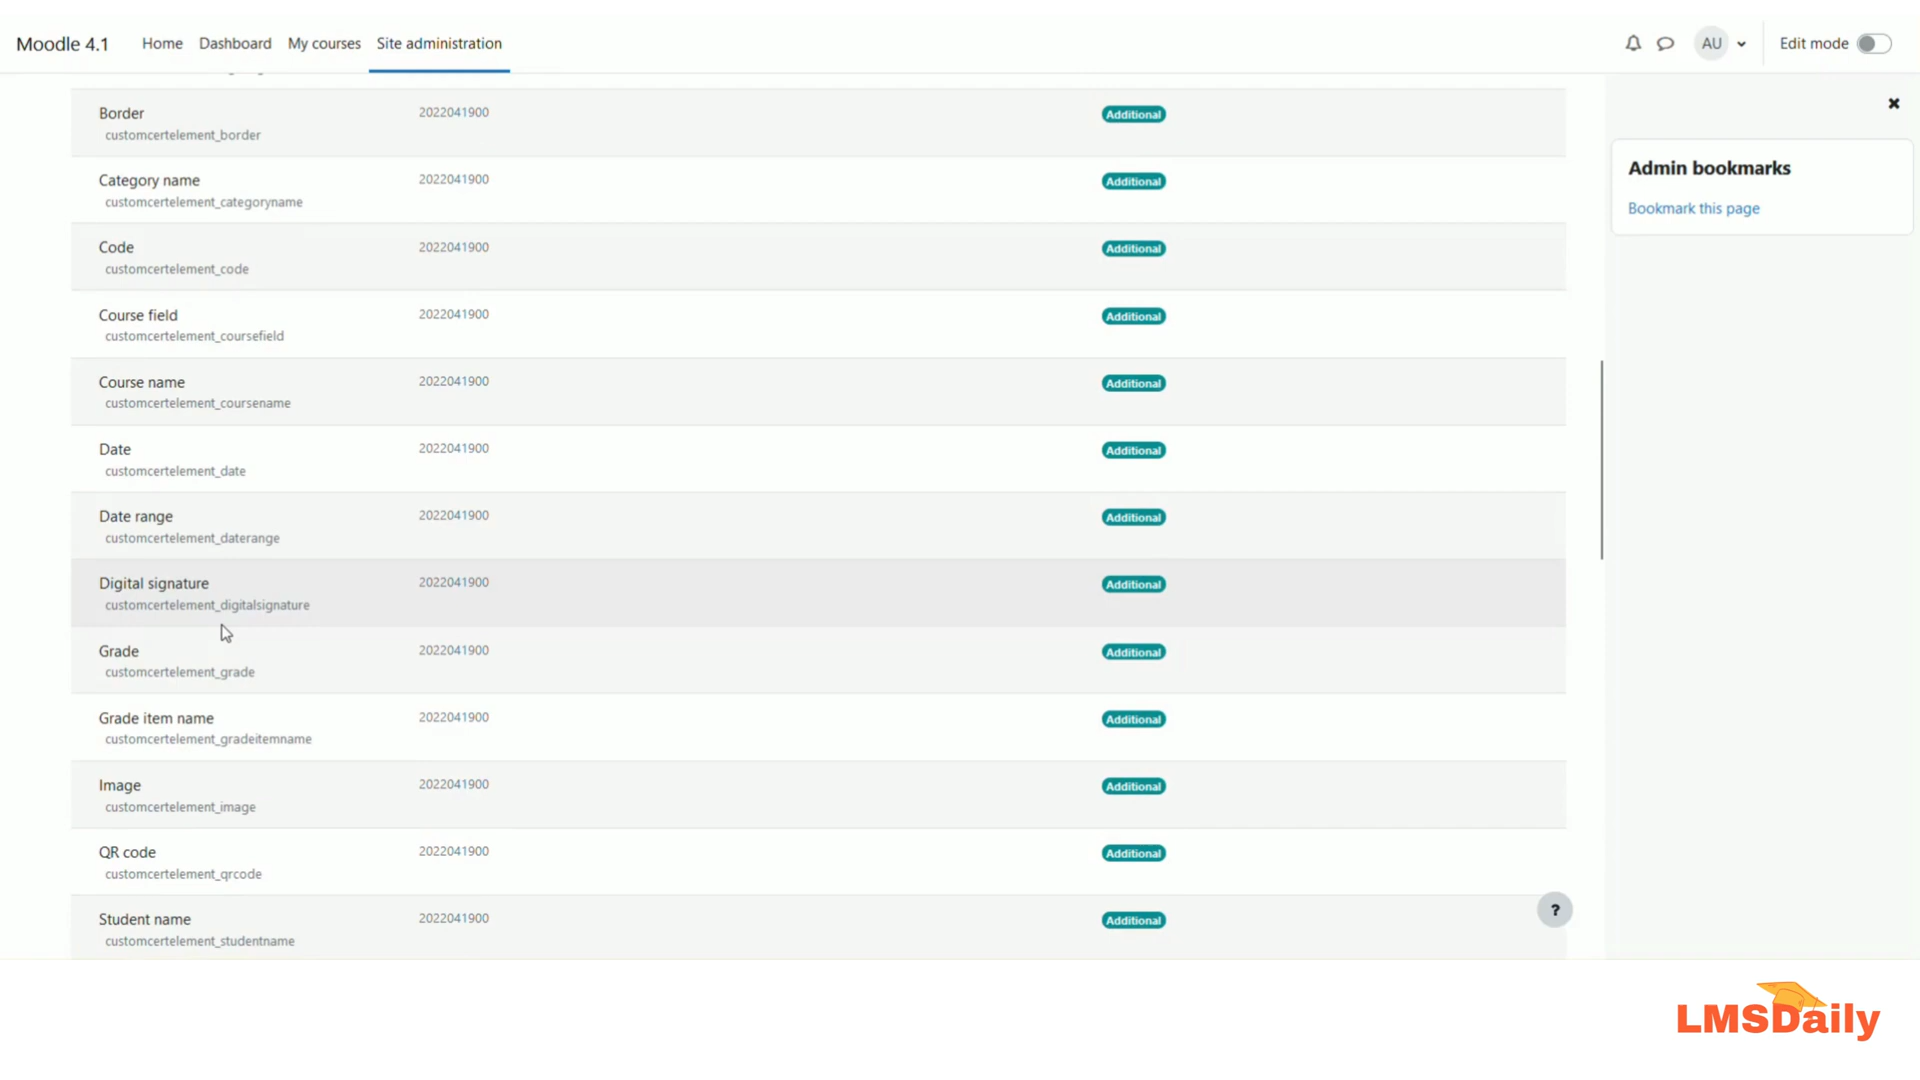 Moodle 4.1 Home Dashboard My courses Site administration AU Edit mode
Border 2022041900 Additional
customcertelement_border
Admin bookmarks
Bookmark this page
Category name 2022041900 Additional
customcertelement_categoryname
Code 2022041900 Additional
customcertelement_code
Course field 2022041900 Additional
customcertelement_coursefield
Course name 2022041900 Additional
customcertelement_coursename
Date 2022041900 Additional
customcertelement_date
Date range 2022041900 Additional
customcertelement_daterange
Digital signature 2022041900 Additional
customcertelement_digitalsignature
Grade 2022041900 Additional
customcertelement_grade
Grade item name 2022041900 Additional
customcertelement_gradeitemname
Image 2022041900 Additional
customcertelement_image
QR code 2022041900 Additional
customcertelement_qrcode
Student name 2022041900 Additional
customcertelement_studentname
?
LMSDaily